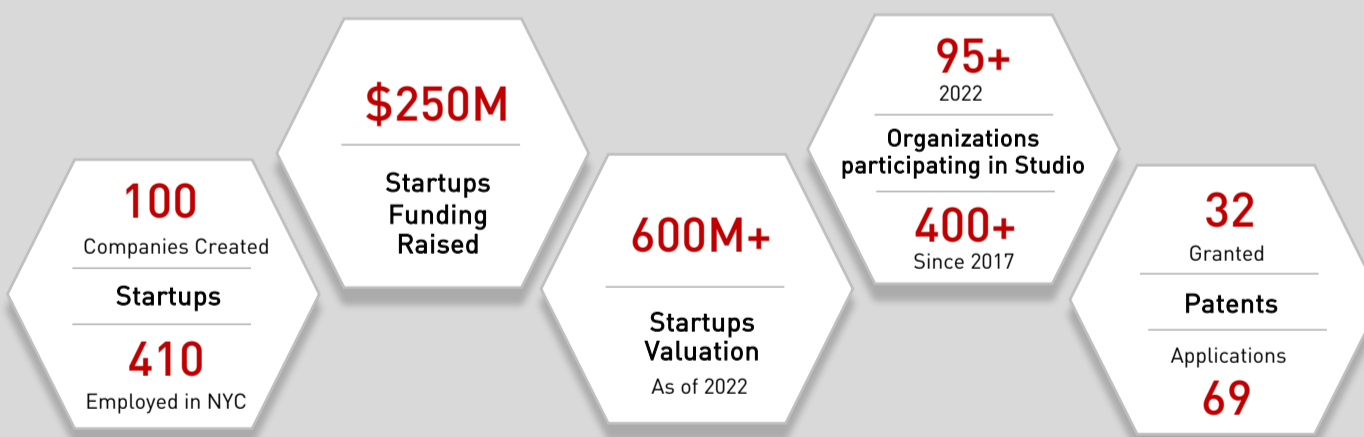 100
Companies Created
Startups
410
Employed in NYC
$250M
Startups
Funding
Raised
600M+
Startups
Valuation
As of 2022
95+
2022
Organizations
participating in Studio
400+
Since 2017
32
Granted
Patents
Applications
69